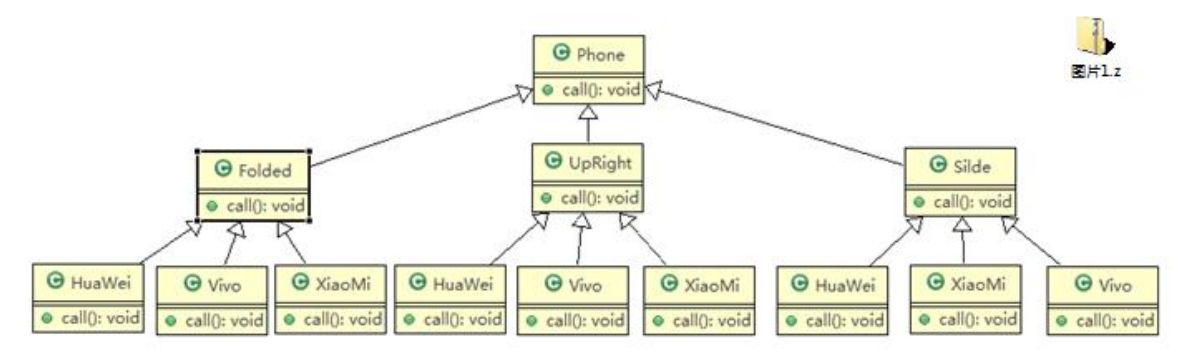 Phone
call(): void
图片1.z
Folded
call(): void
UpRight
call(): void
Silde
call(): void
HuaWei
call(): void
Vivo
call(): void
XiaoMi
call(): void
HuaWei
call(): void
Vivo
call(): void
XiaoMi
call(): void
HuaWei
call(): void
XiaoMi
call(): void
Vivo
call(): void